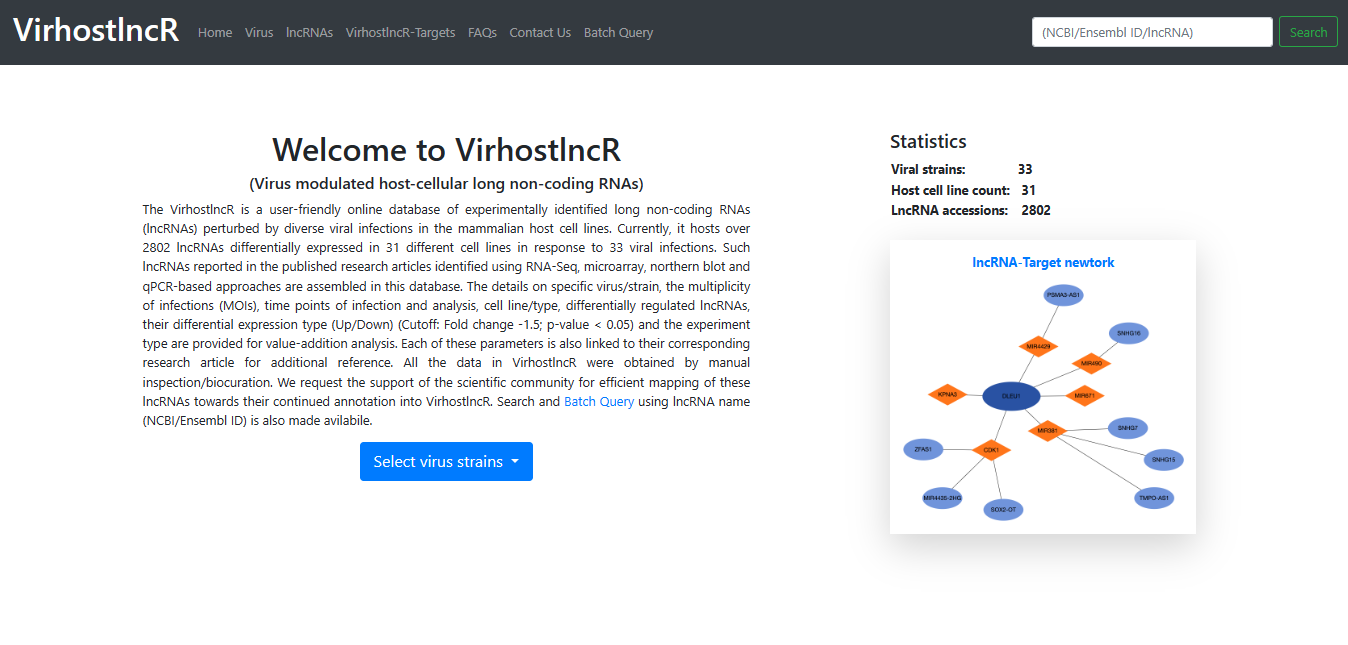 VirhostlncR Home Virus lncRNAs VirhostlncR-Targets FAQs Contact Us Batch Query (NCBI/Ensembl ID/lncRNA) Search
Welcome to VirhostlncR
(Virus modulated host-cellular long non-coding RNAs)
The VirhostlncR is a user-friendly online database of experimentally identified long non-coding RNAs
(lncRNAs) perturbed by diverse viral infections in the mammalian host cell lines. Currently, it hosts over
2802 lncRNAs differentially expressed in 31 different cell lines in response to 33 viral infections. Such
lncRNAs reported in the published research articles identified using RNA-Seq, microarray, northern blot and
qPCR-based approaches are assembled in this database. The details on specific virus/strain, the multiplicity
of infections (MOIs), time points of infection and analysis, cell line/type, differentially regulated lncRNAs,
their differential expression type (Up/Down) (Cutoff: Fold change -1.5; p-value < 0.05) and the experiment
type are provided for value-addition analysis. Each of these parameters is also linked to their corresponding
research article for additional reference. All the data in VirhostlncR were obtained by manual
inspection/biocuration. We request the support of the scientific community for efficient mapping of these
lncRNAs towards their continued annotation into VirhostlncR. Search and Batch Query using lncRNA name
(NCBI/Ensembl ID) is also made avilabile.
Select virus strains
Statistics
Viral strains: 33
Host cell line count: 31
LncRNA accessions: 2802
lncRNA-Target newtork
PSMA3-AS1
SNHG16
MIR4429
MIR490
KPNA3
DLEU1
MIR671
MIR381
SNHG7
ZFAS1
CDK1
SNHG15
MIR4435-2HG
TMPO-AS1
SOX2-OT